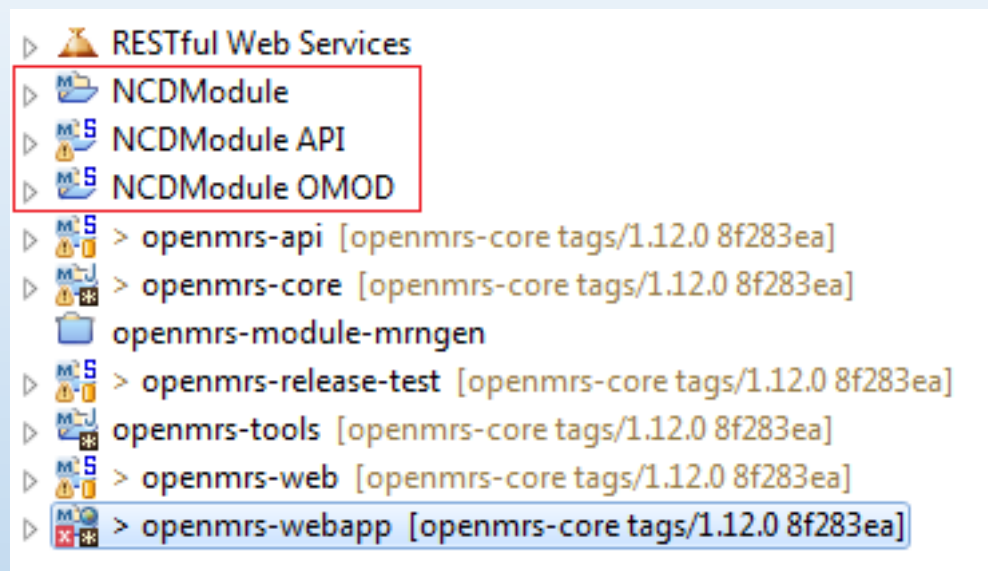 RESTful Web Services
NCDModule
NCDModule API
NCDModule OMOD
> openmrs-api [openmrs-core tags/1.12.0 8f283ea]
> openmrs-core [openmrs-core tags/1.12.0 8f283ea]
openmrs-module-mrngen
> openmrs-release-test [openmrs-core tags/1.12.0 8f283ea]
openmrs-tools [openmrs-core tags/1.12.0 8f283ea]
> openmrs-web [openmrs-core tags/1.12.0 8f283ea]
> openmrs-webapp [openmrs-core tags/1.12.0 8f283ea]